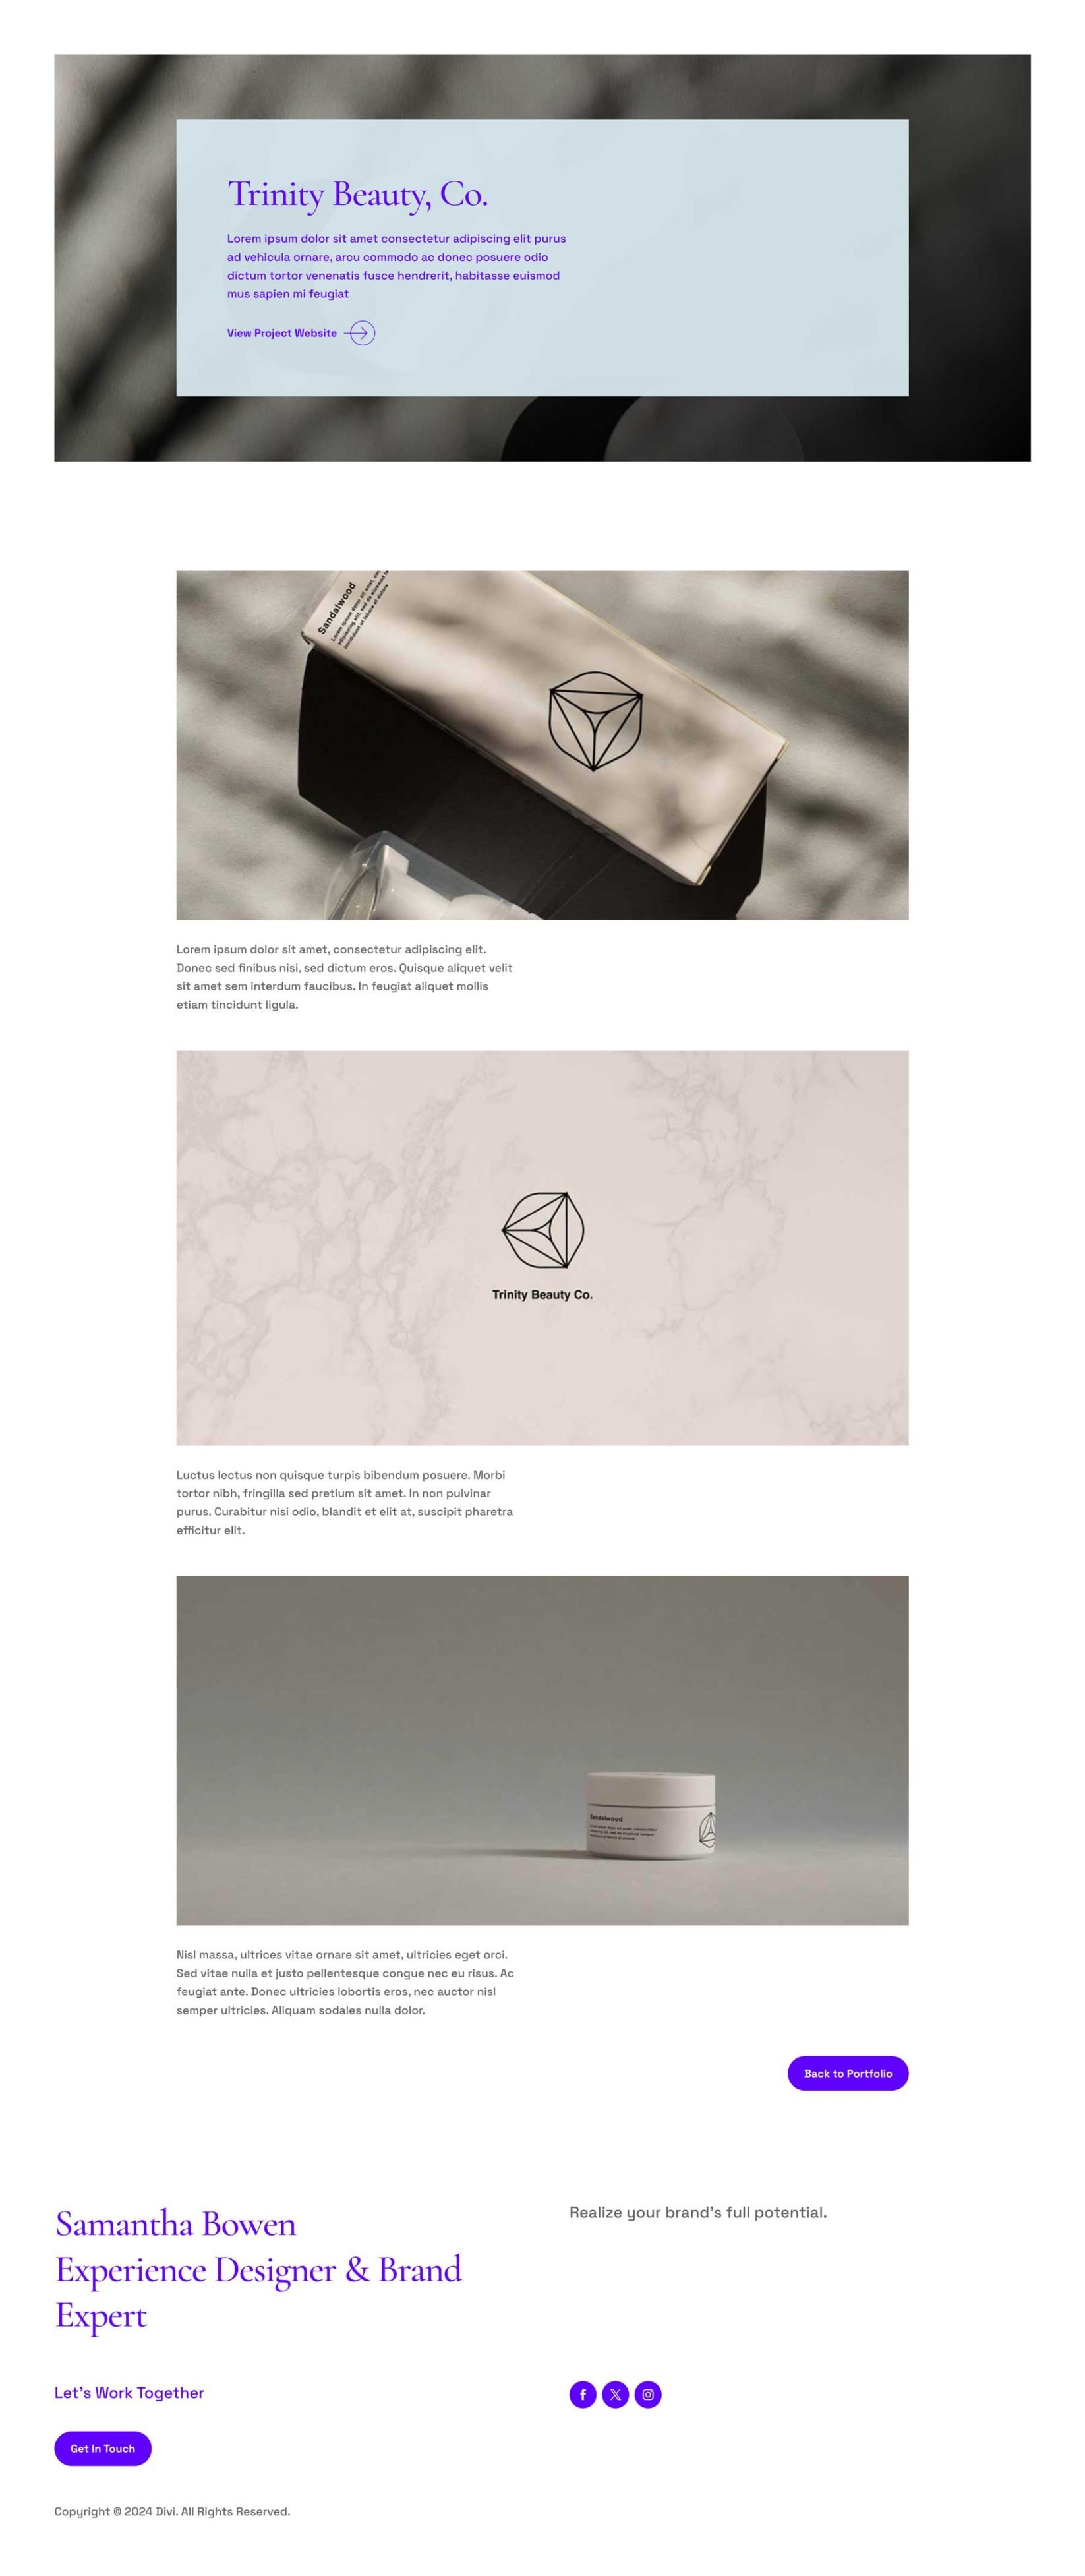 Trinity Beauty, Co.
Lorem ipsum dolor sit amet consectetur adipiscing elit purus
ad vehicula ornare, arcu commodo ac donec posuere odio
dictum tortor venenatis fusce hendrerit, habitasse euismod
mus sapien mi feugiat
View Project Website
Sandalwood
Lorem ipsum dolor sit amet,
Lorem ipsum dolor sit amet, consectetur adipiscing elit.
Donec sed finibus nisi, sed dictum eros. Quisque aliquet velit
sit amet sem interdum faucibus. In feugiat aliquet mollis
etiam tincidunt ligula.
Trinity Beauty Co.
Luctus lectus non quisque turpis bibendum posuere. Morbi
tortor nibh, fringilla sed pretium sit amet. In non pulvinar
purus. Curabitur nisi odio, blandit et elit at, suscipit pharetra
efficitur elit.
Sandalwood
Nisl massa, ultrices vitae ornare sit amet, ultricies eget orci.
Sed vitae nulla et justo pellentesque congue nec eu risus. Ac
feugiat ante. Donec ultricies lobortis eros, nec auctor nisl
semper ultricies. Aliquam sodales nulla dolor.
Back to Portfolio
Samantha Bowen
Experience Designer & Brand
Expert
Realize your brand's full potential.
Let's Work Together
Get In Touch
Copyright © 2024 Divi. All Rights Reserved.